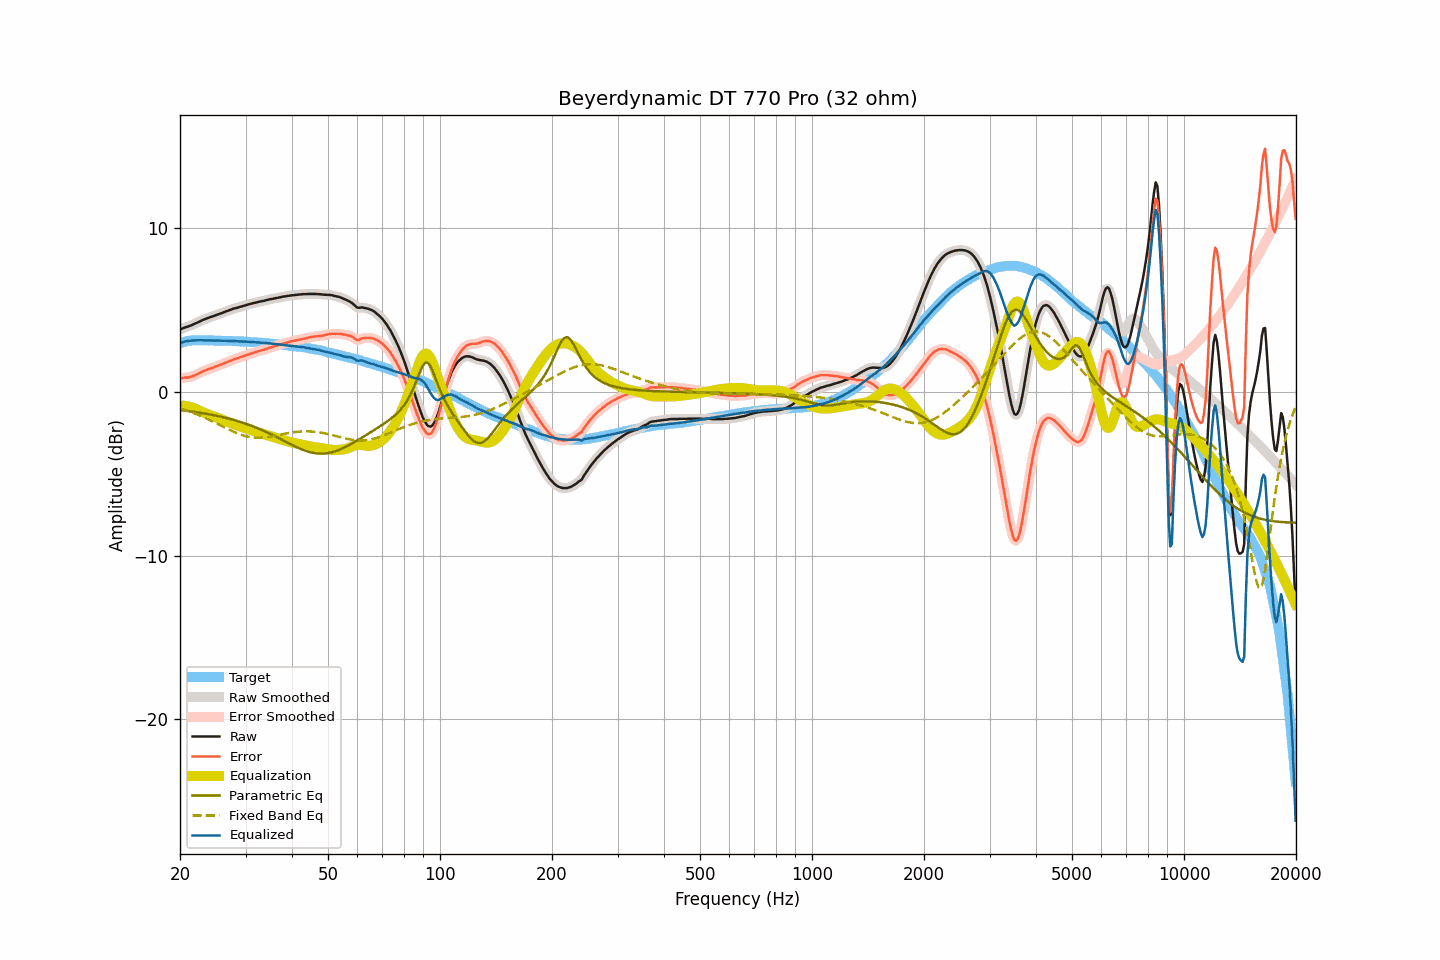 Beyerdynamic DT 770 Pro (32 ohm)
10
0
−10
−20
Amplitude (dBr)
Target
Raw Smoothed
Error Smoothed
Raw
Error
Equalization
Parametric Eq
Fixed Band Eq
Equalized
20 50 100 200 500 1000 2000 5000 10000 20000
Frequency (Hz)